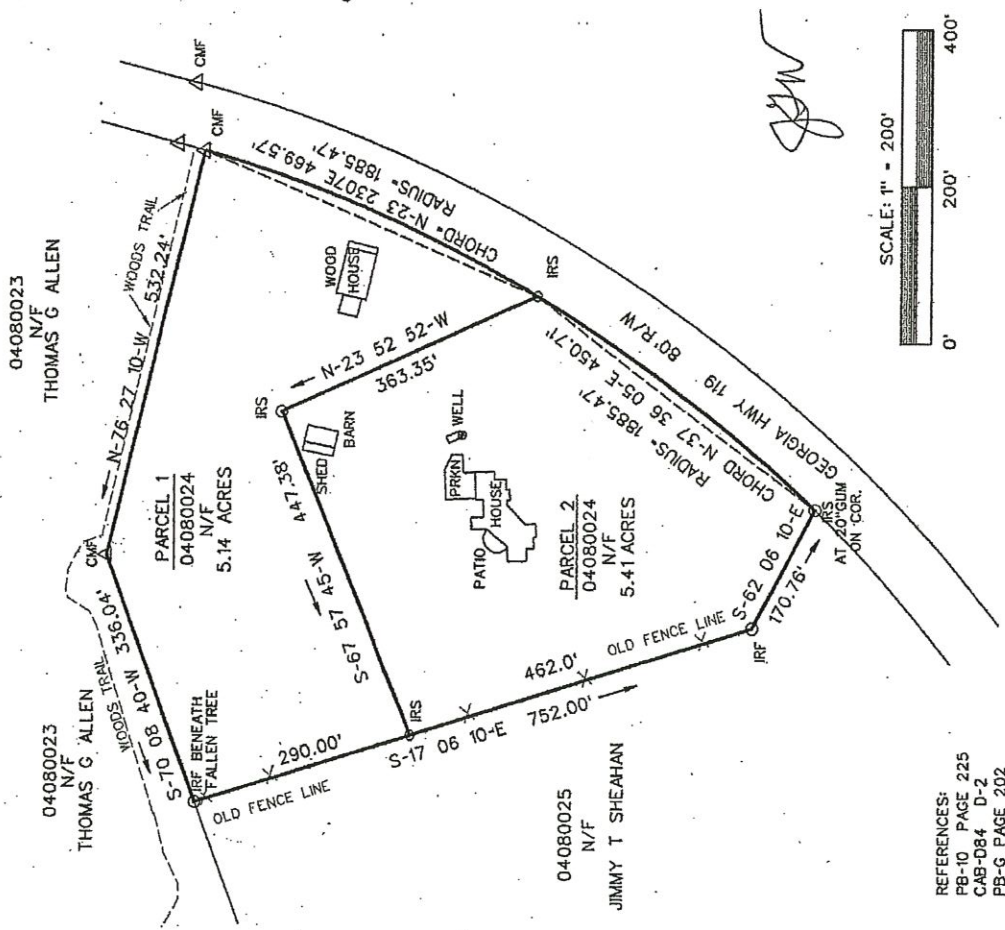 04080023
N/F
THOMAS G ALLEN
04080023
N/F
THOMAS G ALLEN
WOODS TRAIL
S-70 08 40-W 336.04'
CMF
N-76 27 10-W 532.24'
WOODS TRAIL
CMF
CMF
IRF BENEATH
FALLEN TREE
PARCEL 1
04080024
N/F
5.14 ACRES
WOOD
HOUSE
CHORD= N-23 2307E 469.57'
RADIUS= 1885.47'
IRS
N-23 52 52-W
363.35'
SHED
BARN
447.38'
S-67 57 45-W
290.00'
OLD FENCE LINE
IRS
S-17 06 10-E 752.00'
462.0'
OLD FENCE LINE
WELL
PRKN
HOUSE
PATIO
PARCEL 2
04080024
N/F
5.41 ACRES
IRS
CHORD N-37 36 05-E 450.71'
RADIUS= 1885.47'
80'R/W
GEORGIA HWY 119
IRF
S-62 06 10-E
170.76'
IRS
AT 20"GUM
ON COR.
04080025
N/F
JIMMY T SHEAHAN
SCALE: 1" - 200'
0' 200' 400'
REFERENCES:
PB-10 PAGE 225
CAB-D84 D-2
PB-G PAGE 202